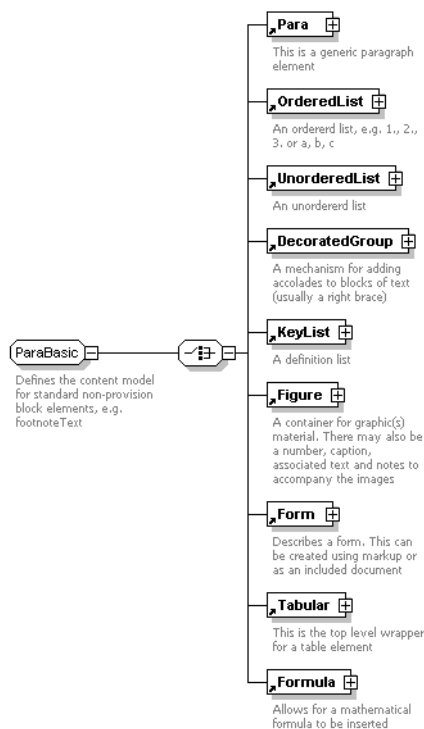 Para
This is a generic paragraph
element
OrderedList
An ordererd list, e.g. 1., 2.,
3. or a, b, c
UnorderedList
An unordererd list
DecoratedGroup
A mechanism for adding
accolades to blocks of text
(usually a right brace)
ParaBasic
Defines the content model
for standard non-provision
block elements, e.g.
footnoteText
KeyList
A definition list
Figure
A container for graphic(s)
material. There may also be
a number, caption,
associated text and notes to
accompany the images
Form
Describes a form. This can
be created using markup or
as an included document
Tabular
This is the top level wrapper
for a table element
Formula
Allows for a mathematical
formula to be inserted